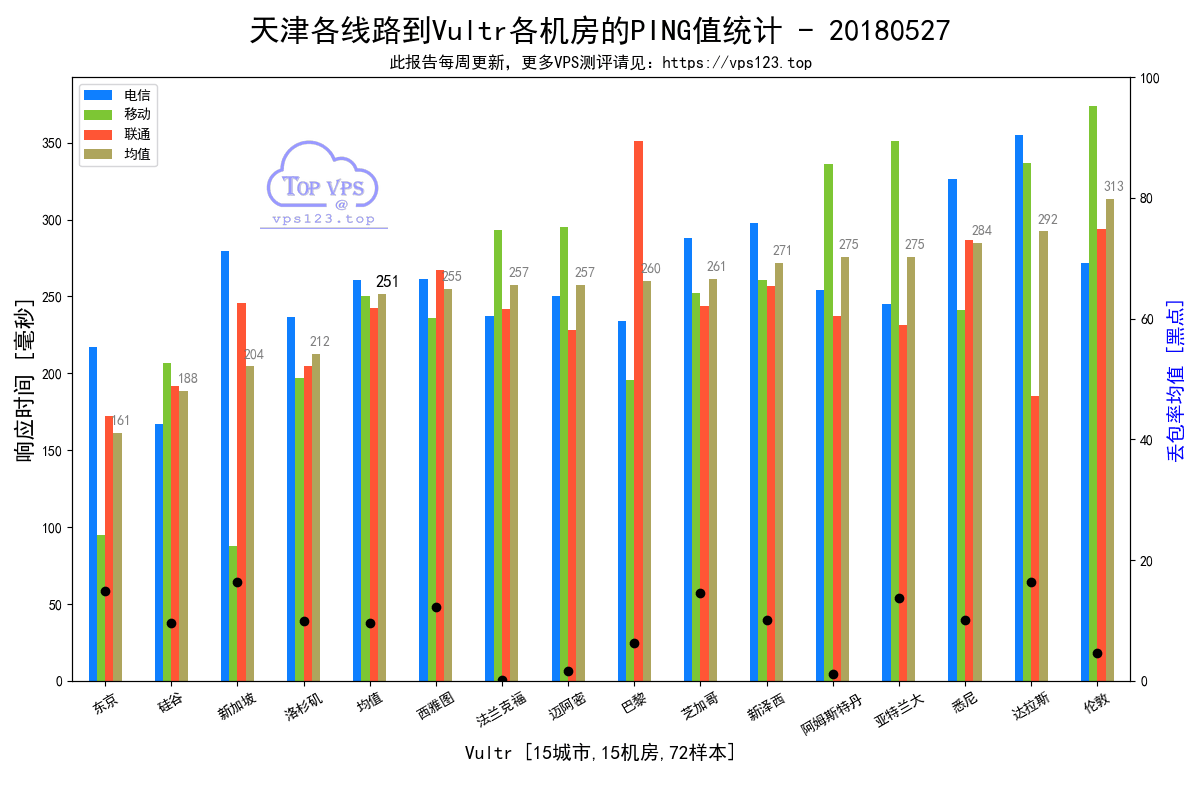 天津各线路到Vultr各机房的PING值统计 - 20180527
此报告每周更新，更多VPS测评请见：https://vps123.top
电信
移动
联通
均值
TOP VPS
@
vps123.top
响应时间 [毫秒]
350
300
250
200
150
100
50
0
100
80
60
40
20
0
丢包率均值 [黑点]
161
188
204
212
251
255
257
257
260
261
271
275
275
284
292
313
东京
硅谷
新加坡
洛杉矶
均值
西雅图
法兰克福
迈阿密
巴黎
芝加哥
新泽西
阿姆斯特丹
亚特兰大
悉尼
达拉斯
伦敦
Vultr [15城市,15机房,72样本]